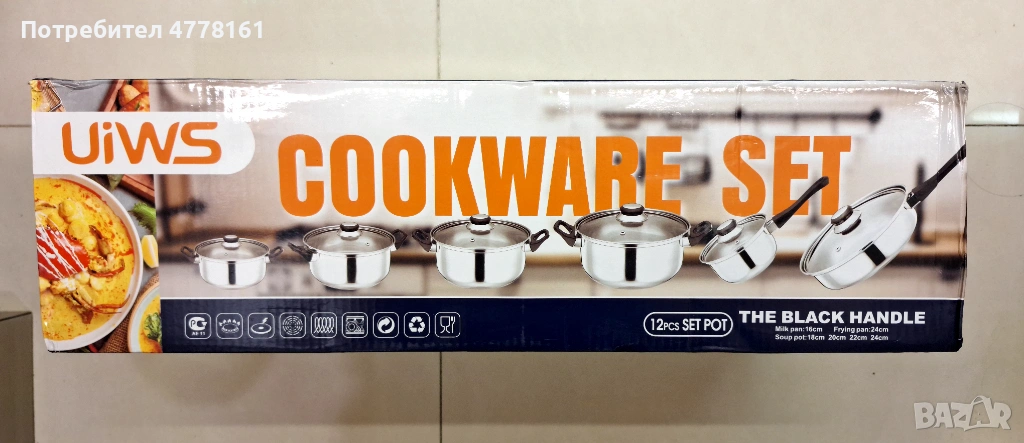 Потребител 4778161
UiWS
COOKWARE SET
12PCS SET POT
THE BLACK HANDLE
Milk pan:16cm Frying pan:24cm
Soup pot:18cm 20cm 22cm 24cm
BAZAR